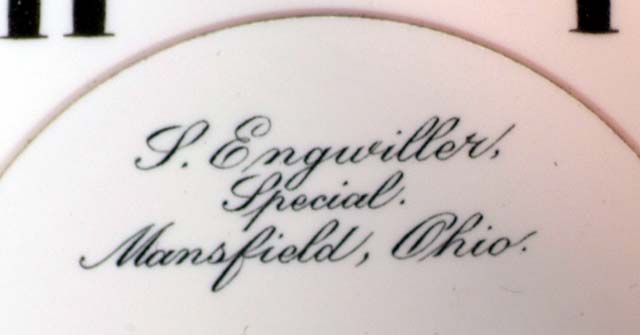 S. Engwiller,
Special.
Mansfield, Ohio.